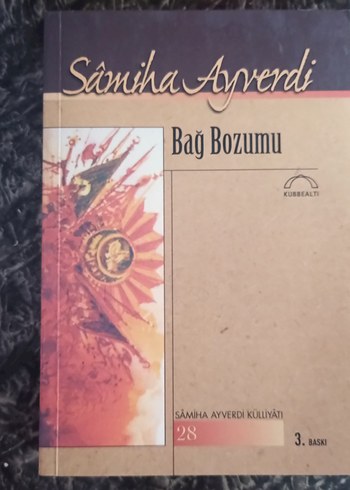 Sâmiha Ayverdi
Bağ Bozumu
KUBBEALTI
SÂMİHA AYVERDİ KÜLLİYÂTI
28
3. BASKI